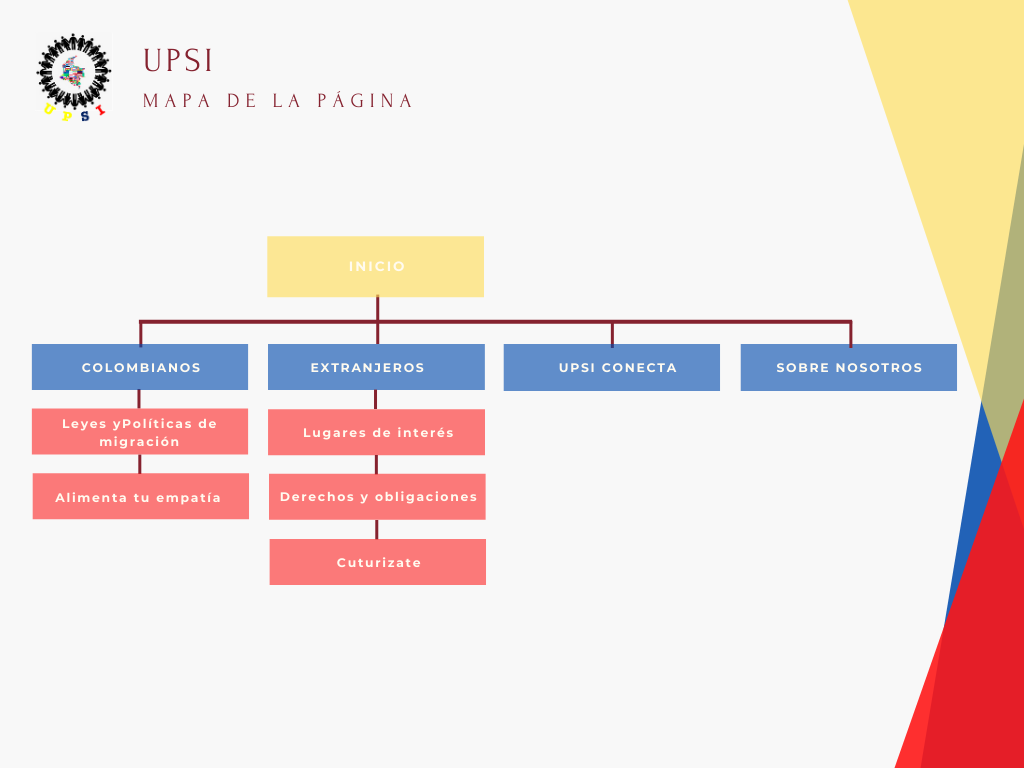 UPSI
MAPA DE LA PÁGINA
U P S I
INICIO
COLOMBIANOS
EXTRANJEROS
UPSI CONECTA
SOBRE NOSOTROS
Leyes yPolíticas de
migración
Alimenta tu empatía
Lugares de interés
Derechos y obligaciones
Cuturizate